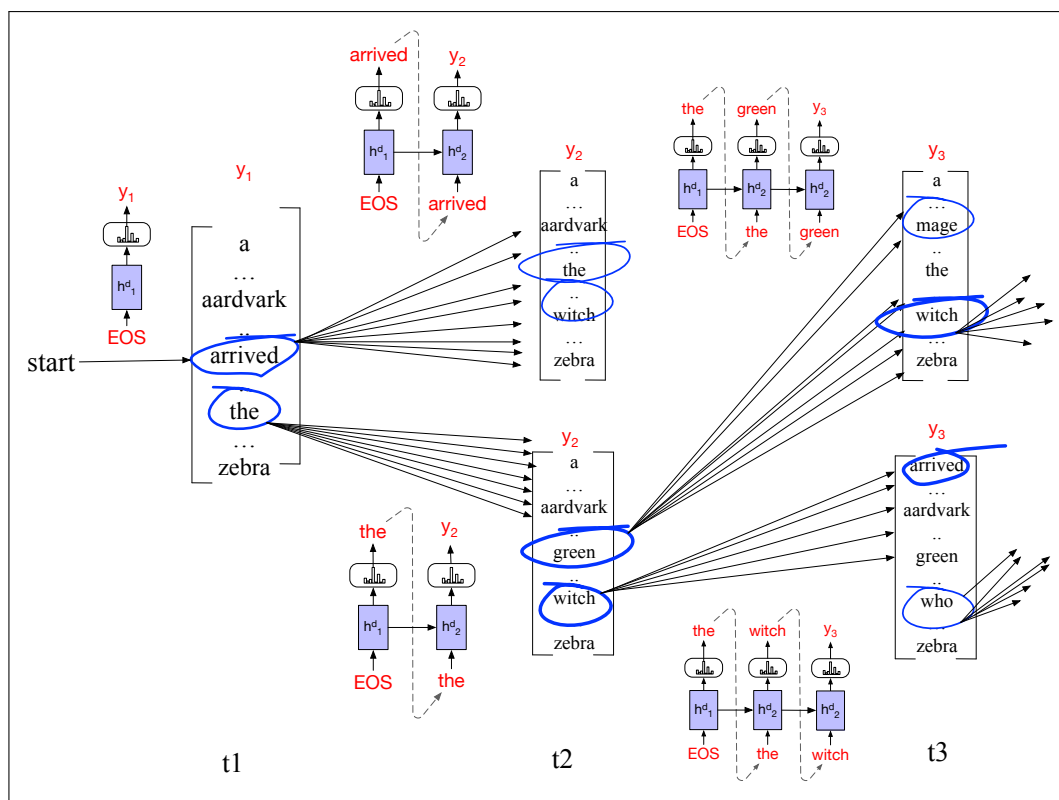 arrived y2
hd1 hd2
EOS arrived
the green y3
hd1 hd2 hd2
EOS the green
y1
hd1
EOS
start
y1
a
...
aardvark
..
arrived
..
the
...
zebra
y2
a
...
aardvark
..
the
..
witch
...
zebra
y3
a
...
mage
..
the
..
witch
...
zebra
the y2
hd1 hd2
EOS the
y2
a
...
aardvark
..
green
..
witch
...
zebra
y3
arrived
...
aardvark
..
green
..
who
...
zebra
the witch y3
hd1 hd2 hd2
EOS the witch
t1 t2 t3